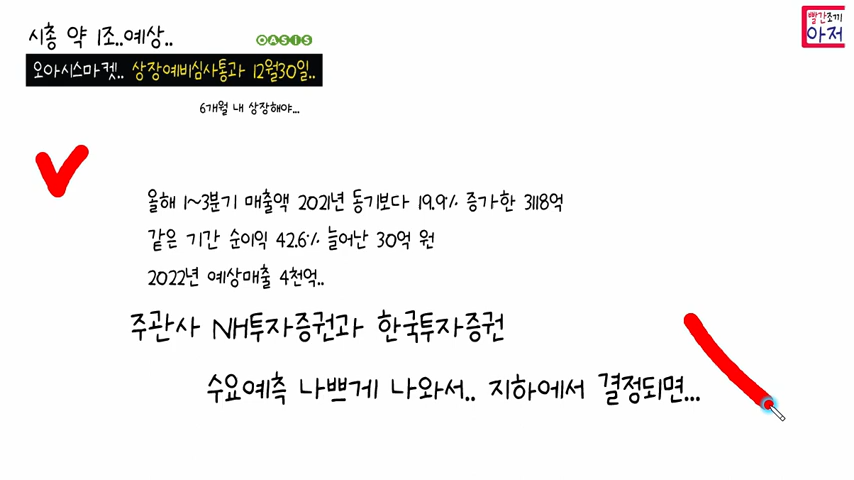 빨간조끼
아저
시총 약 1조..예상..
OASIS
오아시스마켓.. 상장예비심사통과 12월30일..
6개월 내 상장해야...
올해 1~3분기 매출액 2021년 동기보다 19.9% 증가한 3118억
같은 기간 순이익 42.6% 늘어난 30억 원
2022년 예상매출 4천억..
주관사 NH투자증권과 한국투자증권
수요예측 나쁘게 나와서.. 지하에서 결정되면...